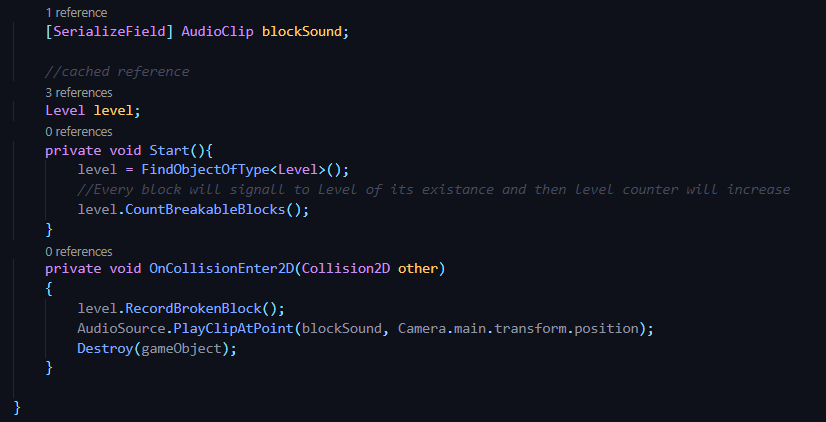 1 reference
[SerializeField] AudioClip blockSound;
//cached reference
3 references
Level level;
0 references
private void Start(){
level = FindObjectOfType<Level>();
//Every block will signall to Level of its existance and then level counter will increase
level.CountBreakableBlocks();
}
0 references
private void OnCollisionEnter2D(Collision2D other)
{
level.RecordBrokenBlock();
AudioSource.PlayClipAtPoint(blockSound, Camera.main.transform.position);
Destroy(gameObject);
}
}